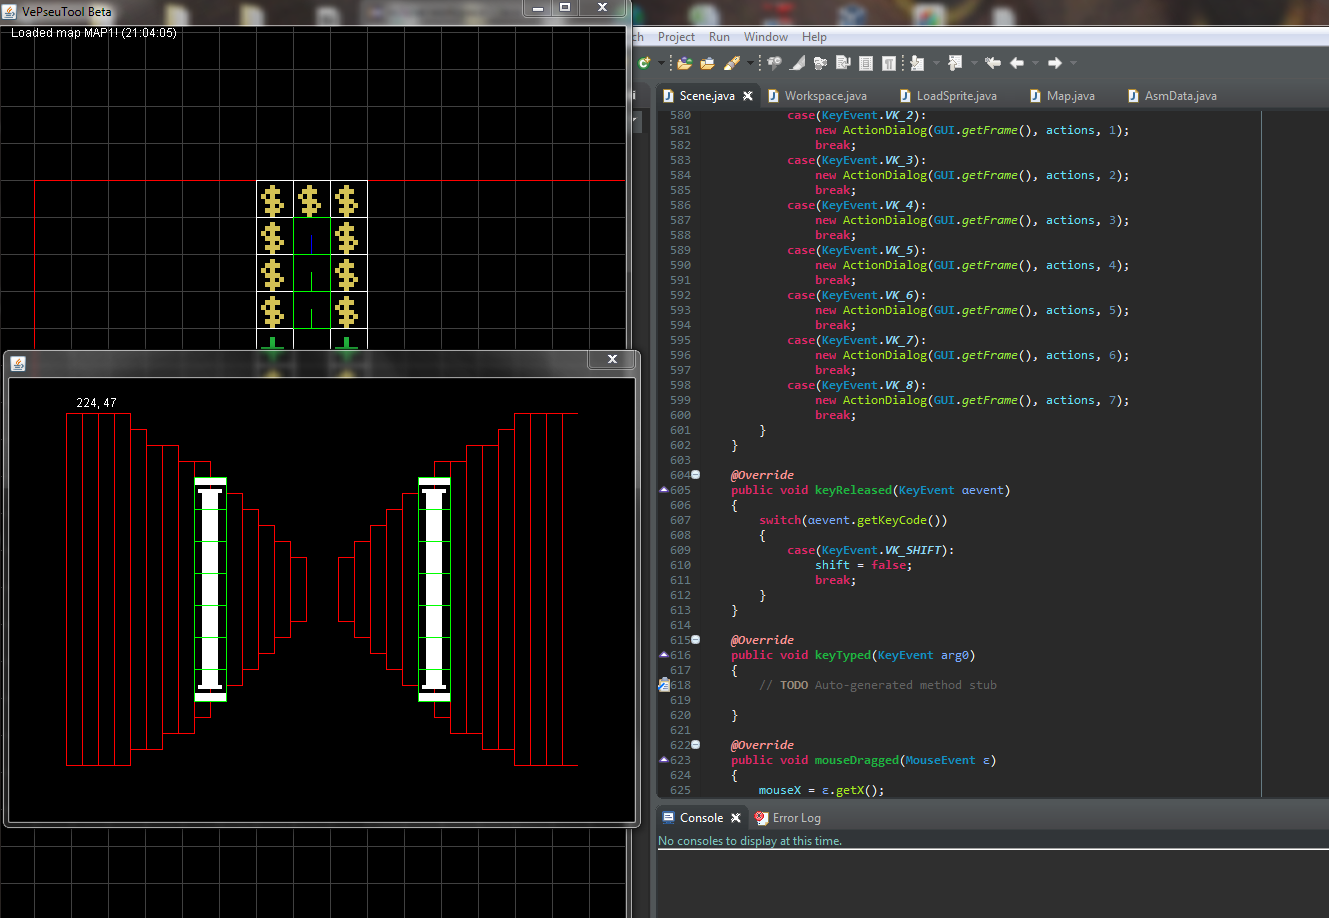 VePseuTool Beta
Loaded map MAP1! (21:04:05)
224, 47
ch Project Run Window Help
Scene.java Workspace.java LoadSprite.java Map.java AsmData.java
580 case(KeyEvent.VK_2):
581 new ActionDialog(GUI.getFrame(), actions, 1);
582 break;
583 case(KeyEvent.VK_3):
584 new ActionDialog(GUI.getFrame(), actions, 2);
585 break;
586 case(KeyEvent.VK_4):
587 new ActionDialog(GUI.getFrame(), actions, 3);
588 break;
589 case(KeyEvent.VK_5):
590 new ActionDialog(GUI.getFrame(), actions, 4);
591 break;
592 case(KeyEvent.VK_6):
593 new ActionDialog(GUI.getFrame(), actions, 5);
594 break;
595 case(KeyEvent.VK_7):
596 new ActionDialog(GUI.getFrame(), actions, 6);
597 break;
598 case(KeyEvent.VK_8):
599 new ActionDialog(GUI.getFrame(), actions, 7);
600 break;
601 }
602 }
603
604 @Override
605 public void keyReleased(KeyEvent αevent)
606 {
607 switch(αevent.getKeyCode())
608 {
609 case(KeyEvent.VK_SHIFT):
610 shift = false;
611 break;
612 }
613 }
614
615 @Override
616 public void keyTyped(KeyEvent arg0)
617 {
618 // TODO Auto-generated method stub
619
620 }
621
622 @Override
623 public void mouseDragged(MouseEvent ε)
624 {
625 mouseX = ε.getX();
Console Error Log
No consoles to display at this time.